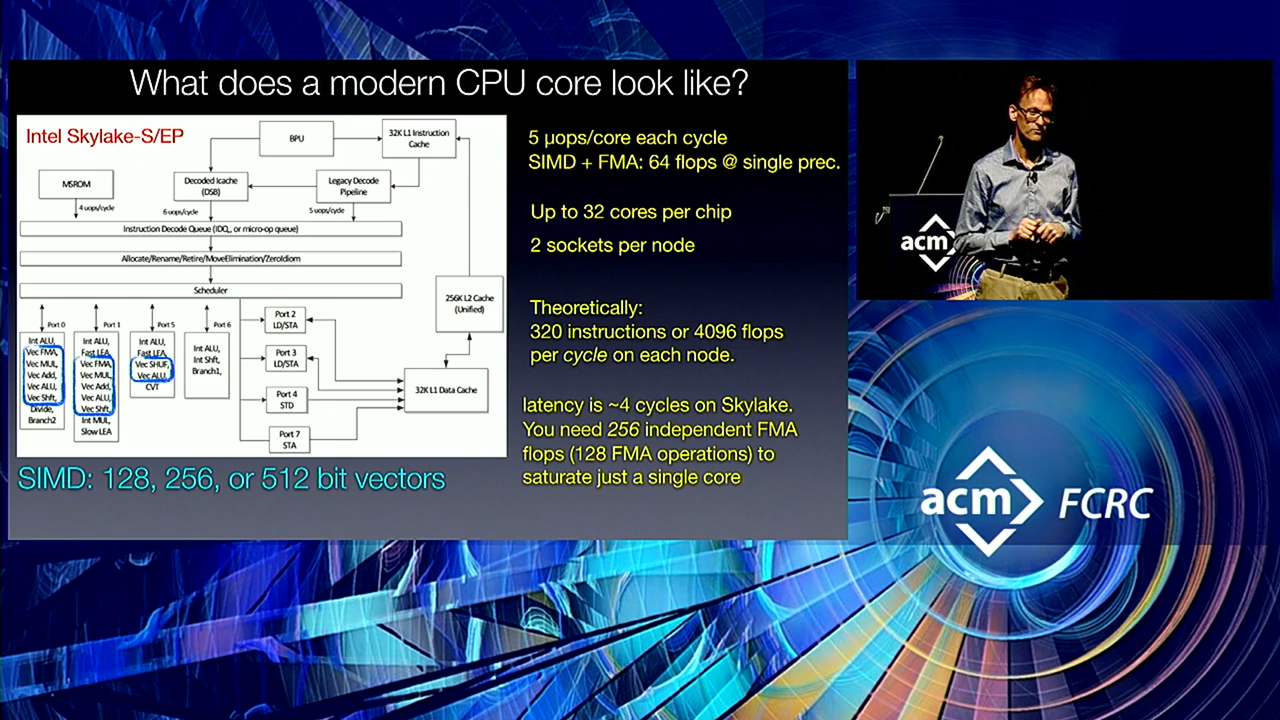 What does a modern CPU core look like?
Intel Skylake-S/EP
BPU
32K L1 Instruction
Cache
MSROM
Decoded Icache
(DSB)
Legacy Decode
Pipeline
4 uops/cycle
6 uops/cycle
5 uops/cycle
Instruction Decode Queue (IDQ, or micro-op queue)
Allocate/Rename/Retire/MoveElimination/ZeroIdiom
Scheduler
256K L2 Cache
(Unified)
Port 0
Port 1
Port 5
Port 6
Int ALU,
Vec FMA,
Vec MUL,
Vec Add,
Vec ALU,
Vec Shft,
Divide,
Branch2
Int ALU,
Fast LEA,
Vec FMA,
Vec MUL,
Vec Add,
Vec ALU,
Vec Shft,
Int MUL,
Slow LEA
Int ALU,
Fast LEA,
Vec SHUF,
Vec ALU,
CVT
Int ALU,
Int Shft,
Branch1,
Port 2
LD/STA
Port 3
LD/STA
Port 4
STD
Port 7
STA
32K L1 Data Cache
SIMD: 128, 256, or 512 bit vectors
5 µops/core each cycle
SIMD + FMA: 64 flops @ single prec.
Up to 32 cores per chip
2 sockets per node
Theoretically:
320 instructions or 4096 flops
per cycle on each node.
latency is ~4 cycles on Skylake.
You need 256 independent FMA
flops (128 FMA operations) to
saturate just a single core
acm
acm FCRC